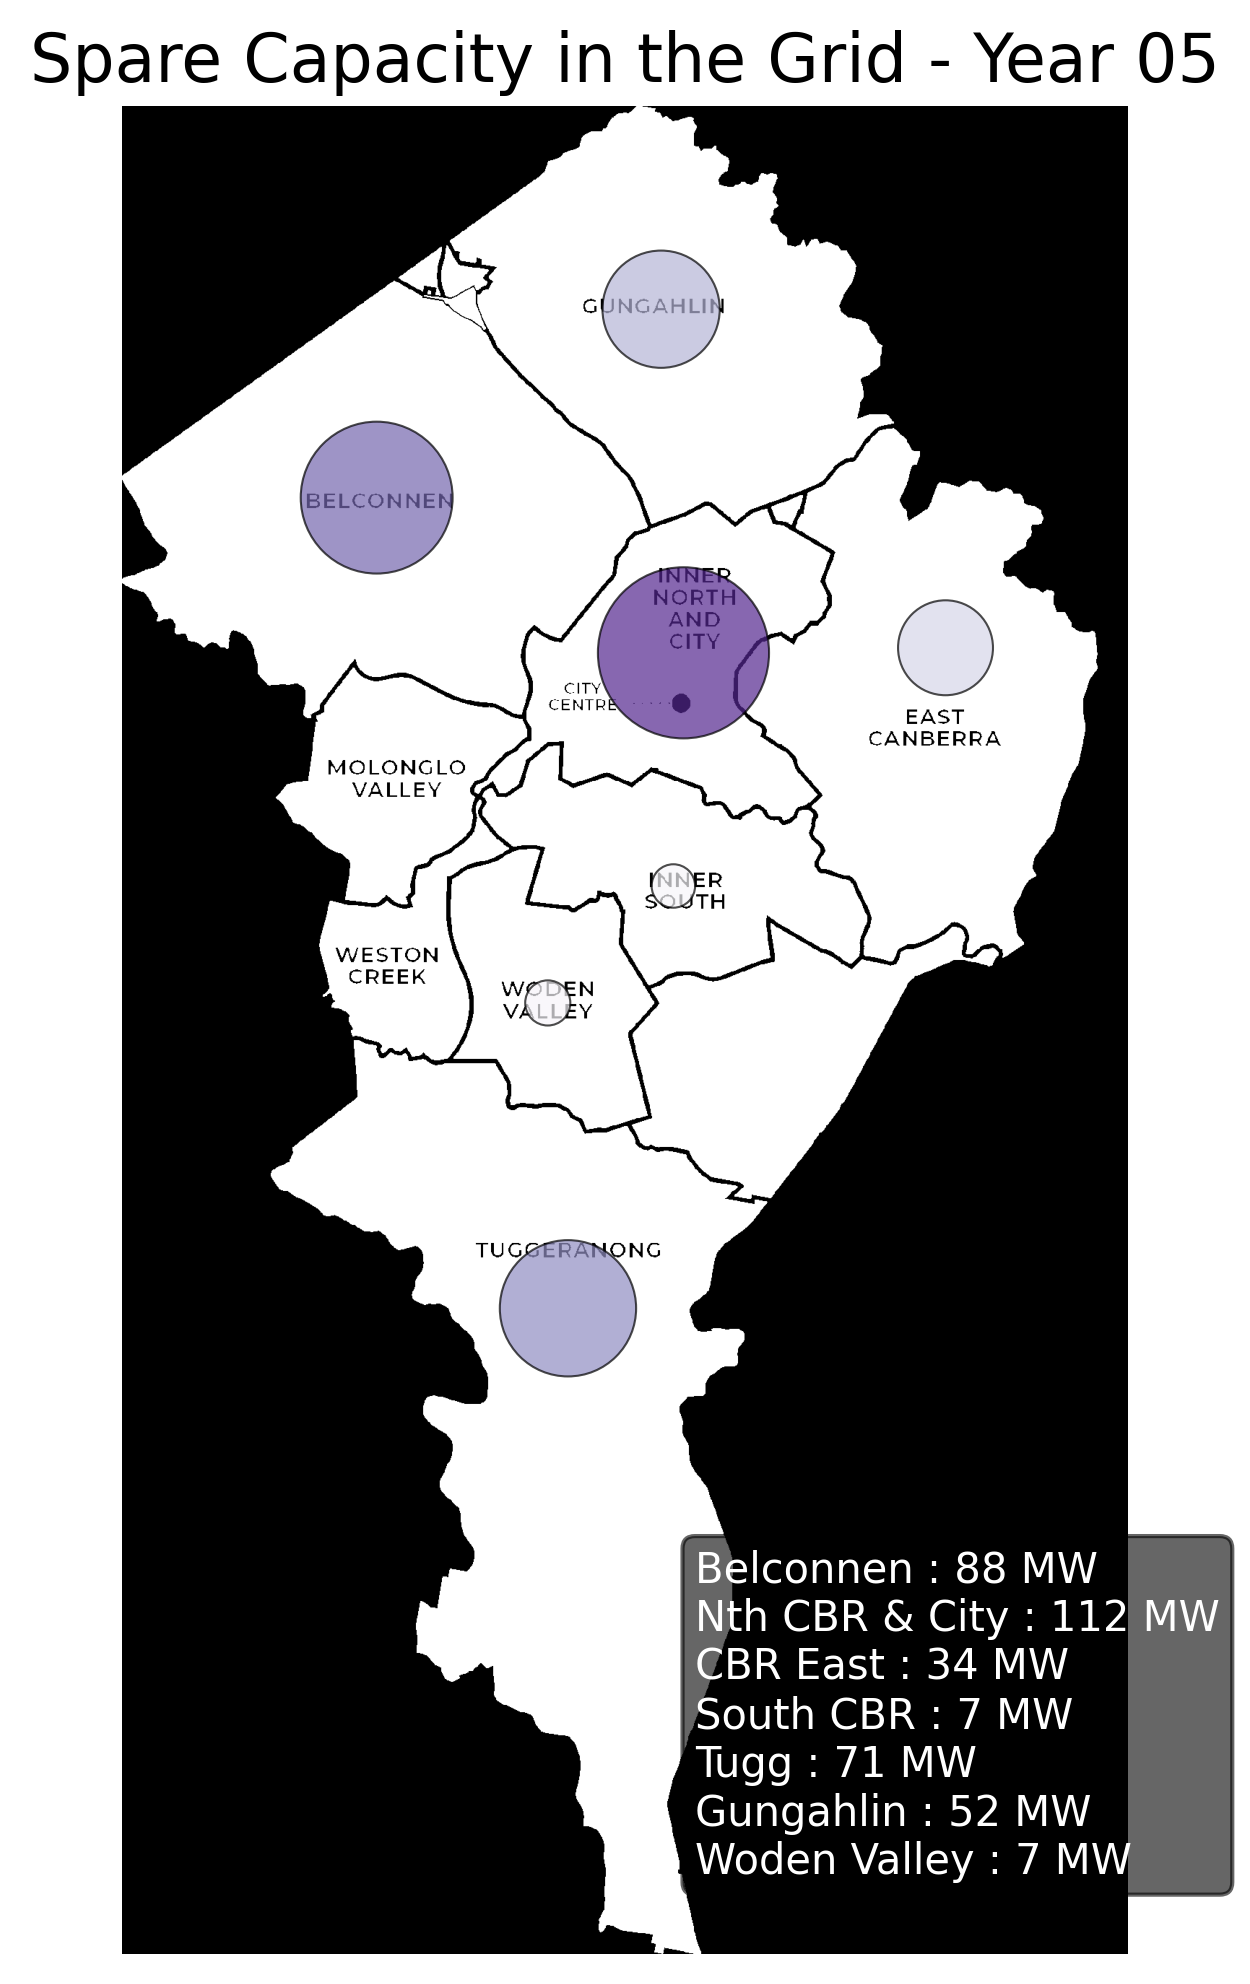 Spare Capacity in the Grid - Year 05
GUNGAHLIN
BELCONNEN
INNER
NORTH
AND
CITY
CITY
CENTRE
EAST
CANBERRA
MOLONGLO
VALLEY
INNER
SOUTH
WESTON
CREEK
WODEN
VALLEY
TUGGERANONG
Belconnen : 88 MW
Nth CBR & City : 112 MW
CBR East : 34 MW
South CBR : 7 MW
Tugg : 71 MW
Gungahlin : 52 MW
Woden Valley : 7 MW